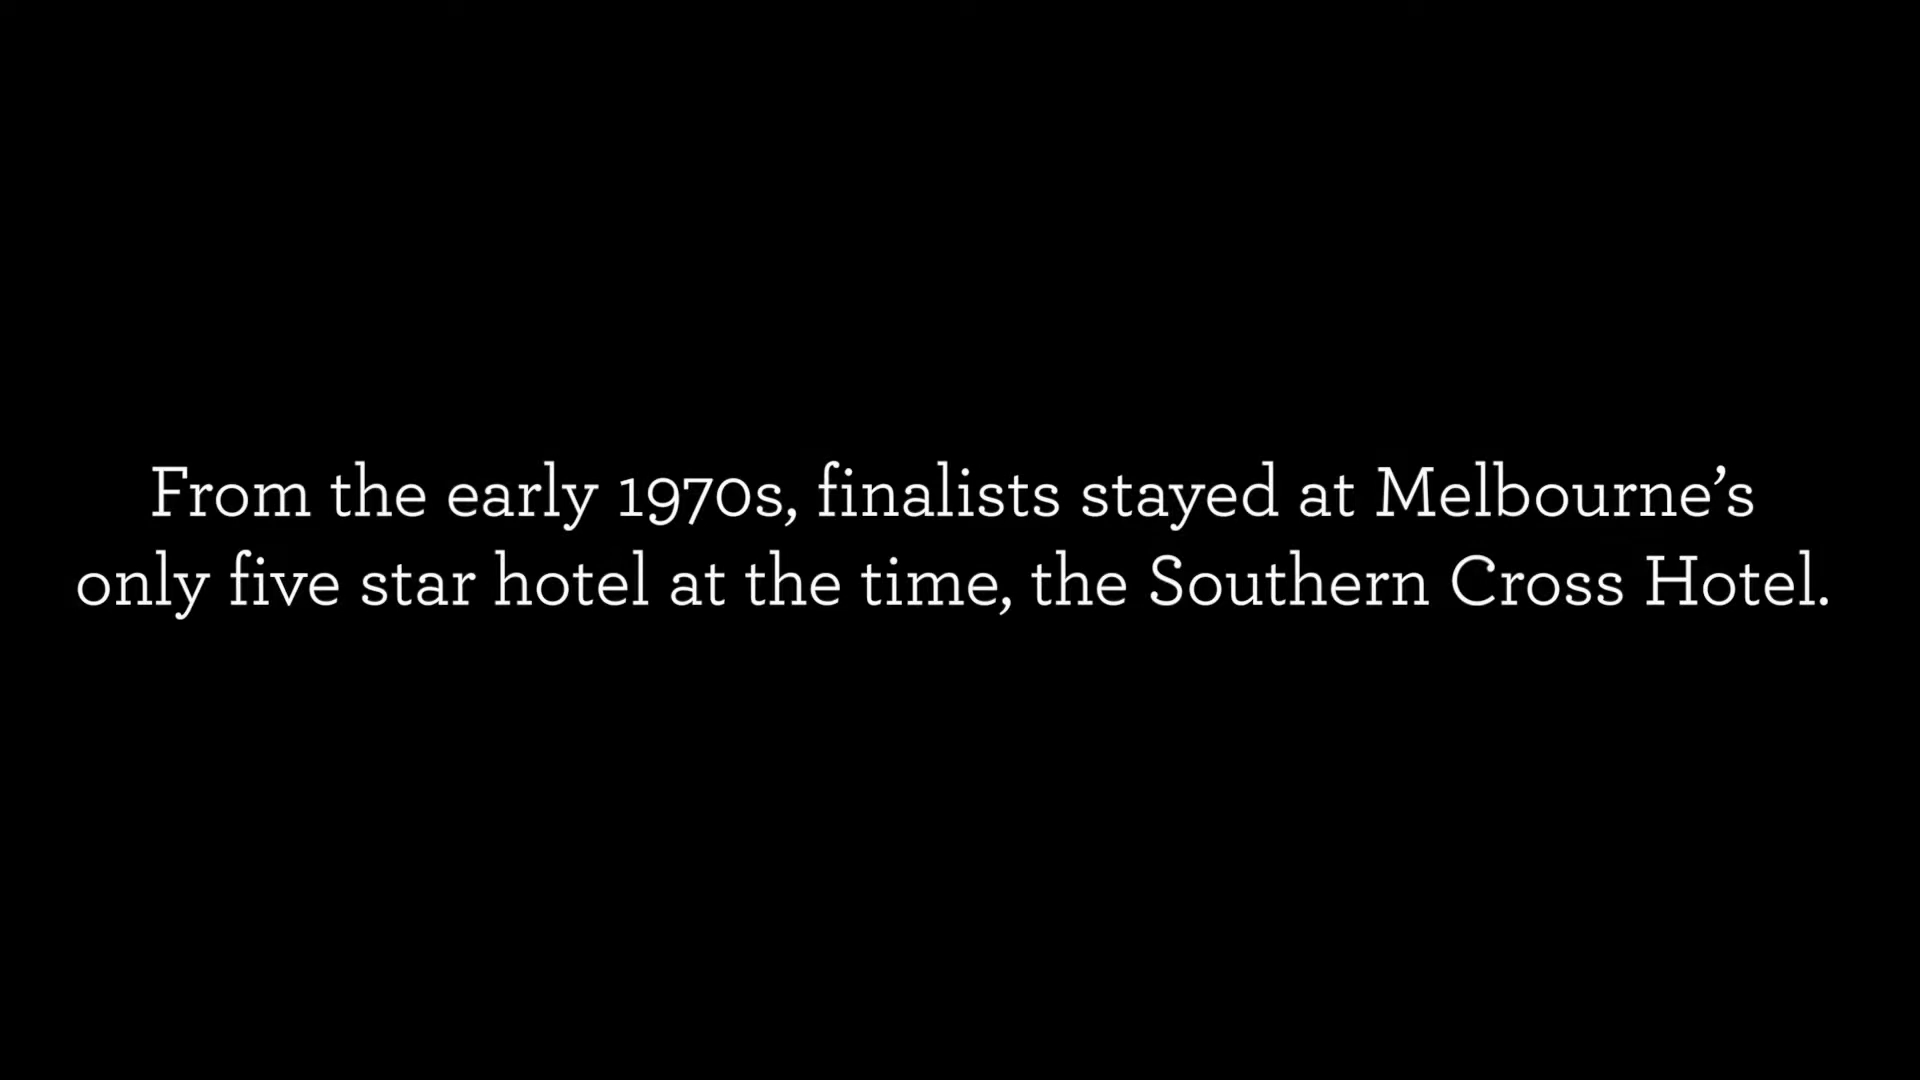 From the early 1970s, finalists stayed at Melbourne’s
only five star hotel at the time, the Southern Cross Hotel.